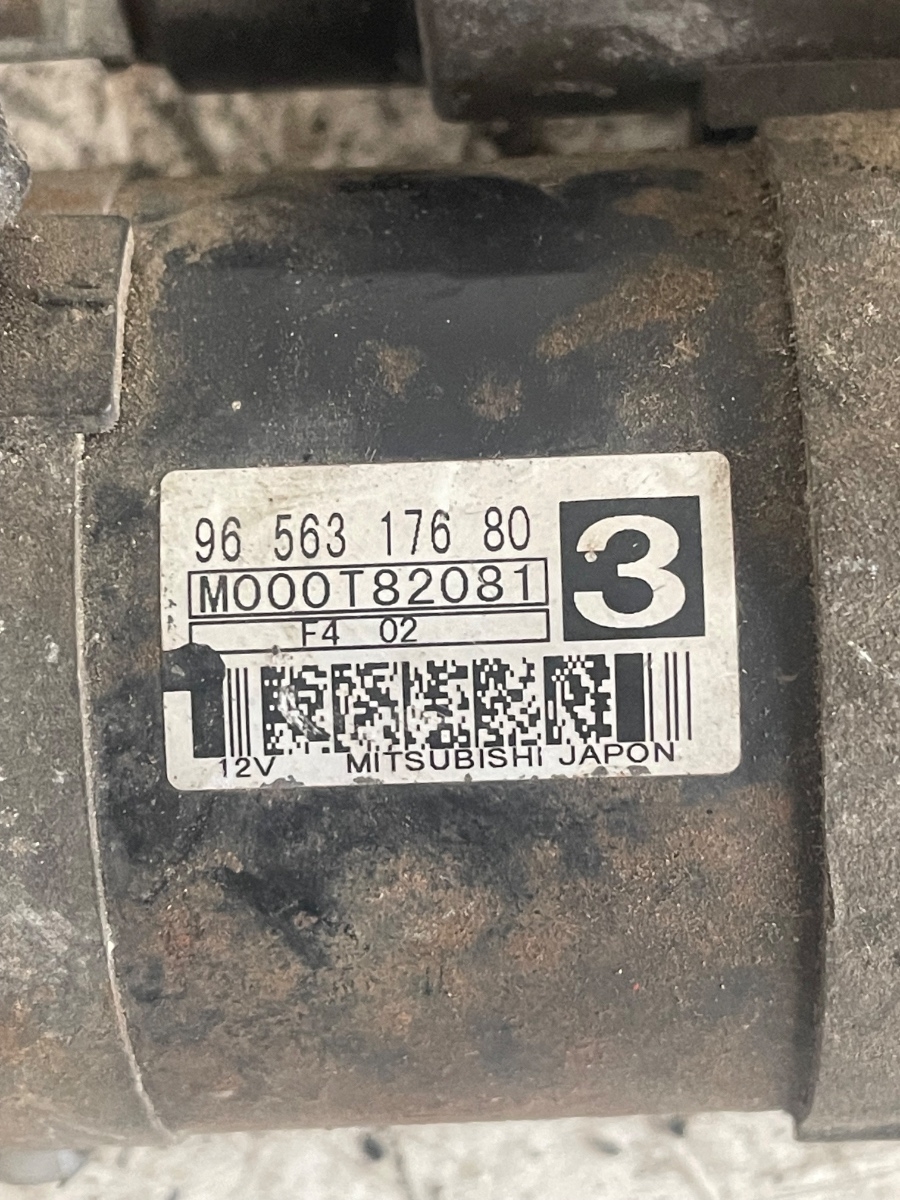 96 563 176 80
3
M000T82081
F4 02
12V MITSUBISHI JAPON